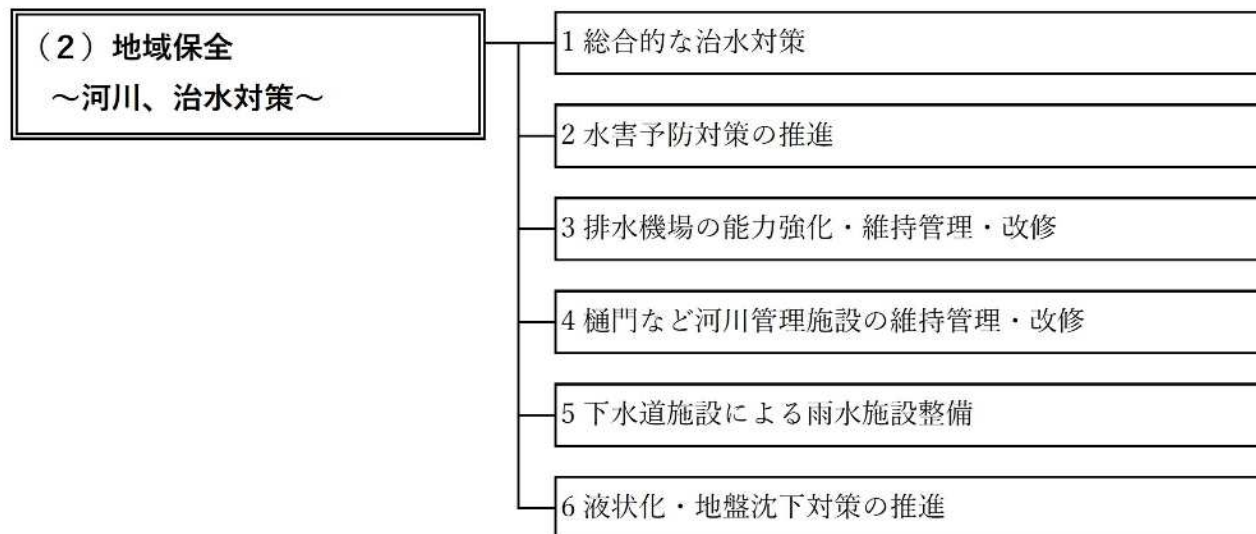 (2)地域保全
～河川、治水対策～
1 総合的な治水対策
2 水害予防対策の推進
3 排水機場の能力強化・維持管理・改修
4 樋門など河川管理施設の維持管理・改修
5 下水道施設による雨水施設整備
6 液状化・地盤沈下対策の推進